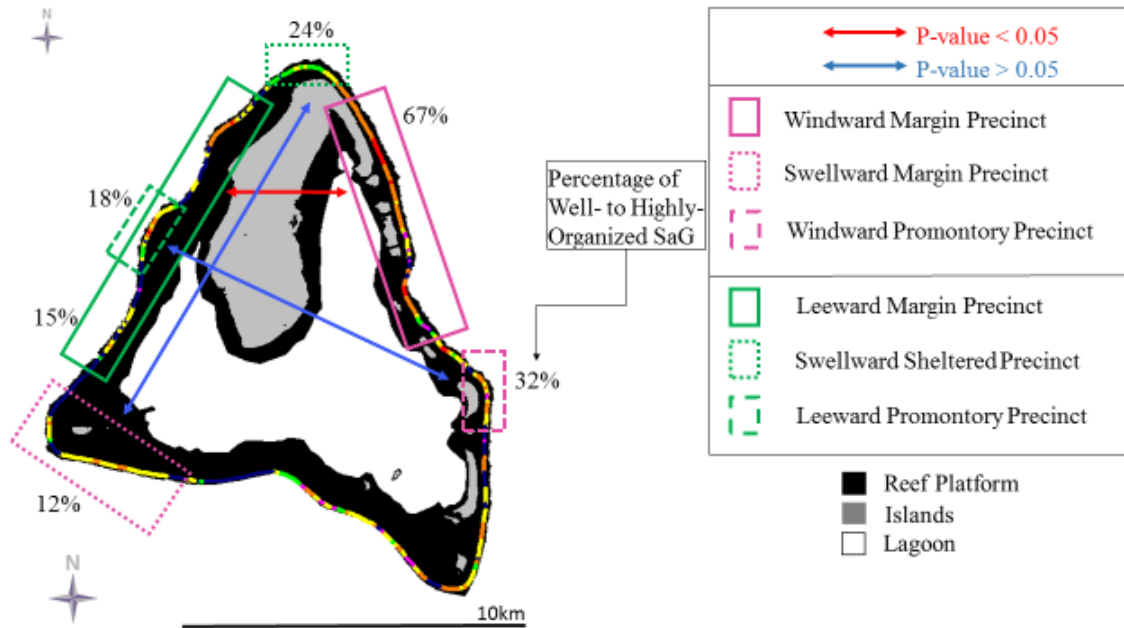 N
24%
67%
18%
15%
32%
12%
N
10km
Percentage of
Well- to Highly-
Organized SaG
P-value < 0.05
P-value > 0.05
Windward Margin Precinct
Swellward Margin Precinct
Windward Promontory Precinct
Leeward Margin Precinct
Swellward Sheltered Precinct
Leeward Promontory Precinct
Reef Platform
Islands
Lagoon